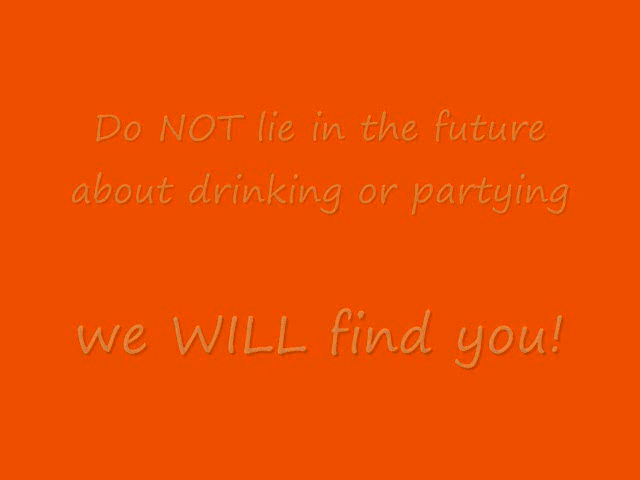 Do NOT lie in the future
about drinking or partying
we WILL find you!